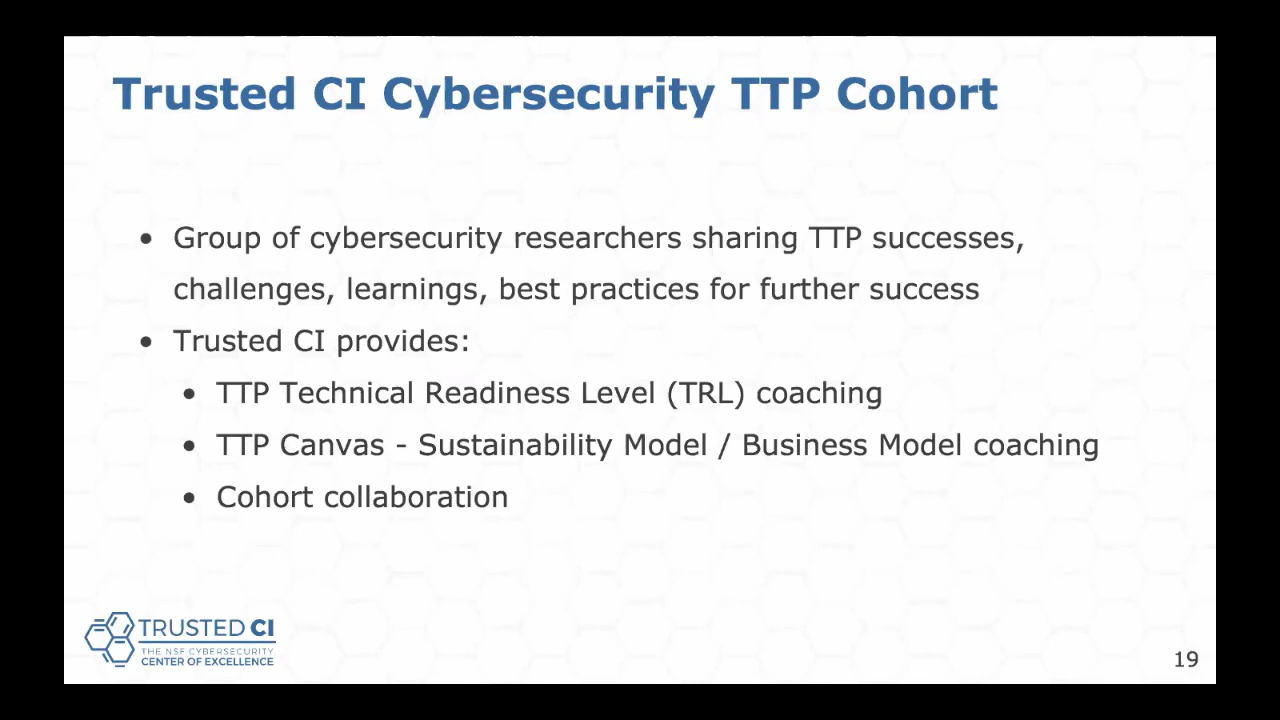 Trusted CI Cybersecurity TTP Cohort
• Group of cybersecurity researchers sharing TTP successes,
challenges, learnings, best practices for further success
• Trusted CI provides:
• TTP Technical Readiness Level (TRL) coaching
• TTP Canvas - Sustainability Model / Business Model coaching
• Cohort collaboration
TRUSTED CI
THE NSF CYBERSECURITY
CENTER OF EXCELLENCE
19